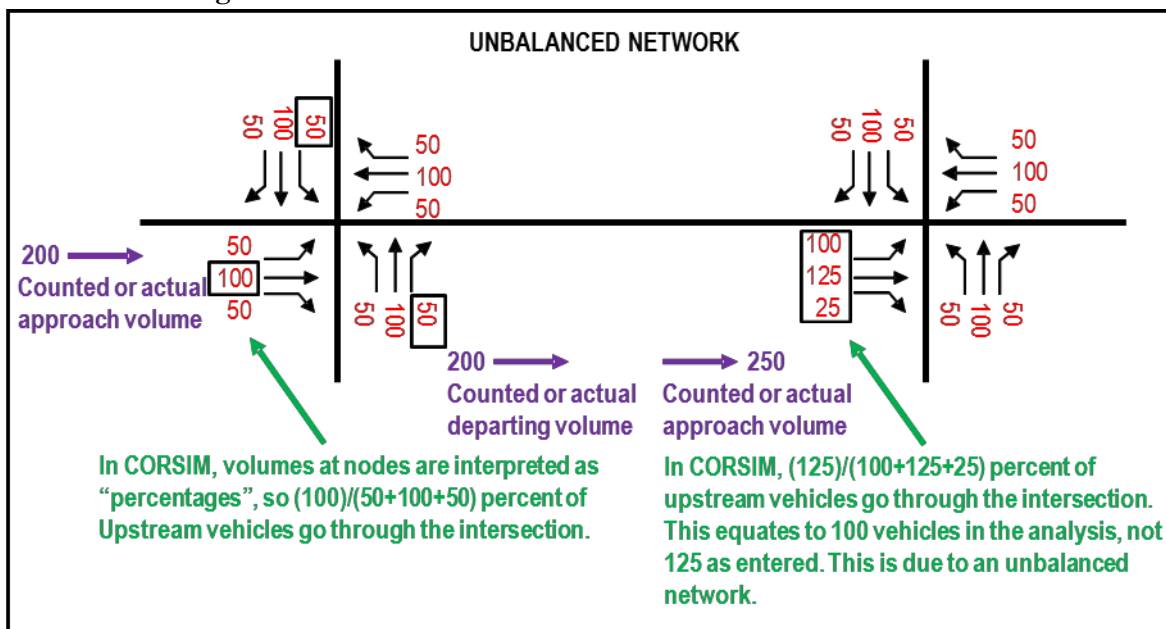 UNBALANCED NETWORK
50
100
50
50
100
50
50
100
50
50
100
50
200
Counted or actual
approach volume
50
100
50
50
100
50
100
125
25
50
100
50
200
Counted or actual
departing volume
250
Counted or actual
approach volume
In CORSIM, volumes at nodes are interpreted as
“percentages”, so (100)/(50+100+50) percent of
Upstream vehicles go through the intersection.
In CORSIM, (125)/(100+125+25) percent of
upstream vehicles go through the intersection.
This equates to 100 vehicles in the analysis, not
125 as entered. This is due to an unbalanced
network.